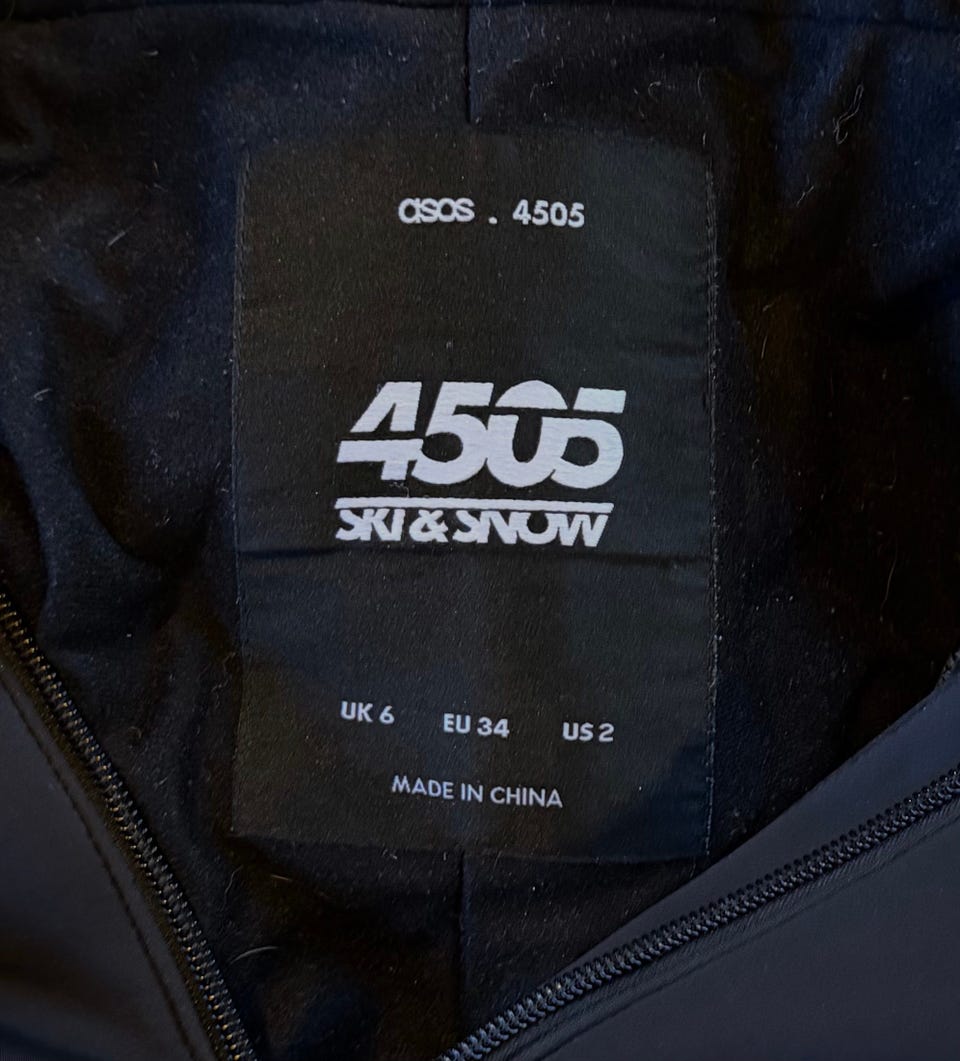 asos . 4505
4505
SKI & SNOW
UK 6 EU 34 US 2
MADE IN CHINA